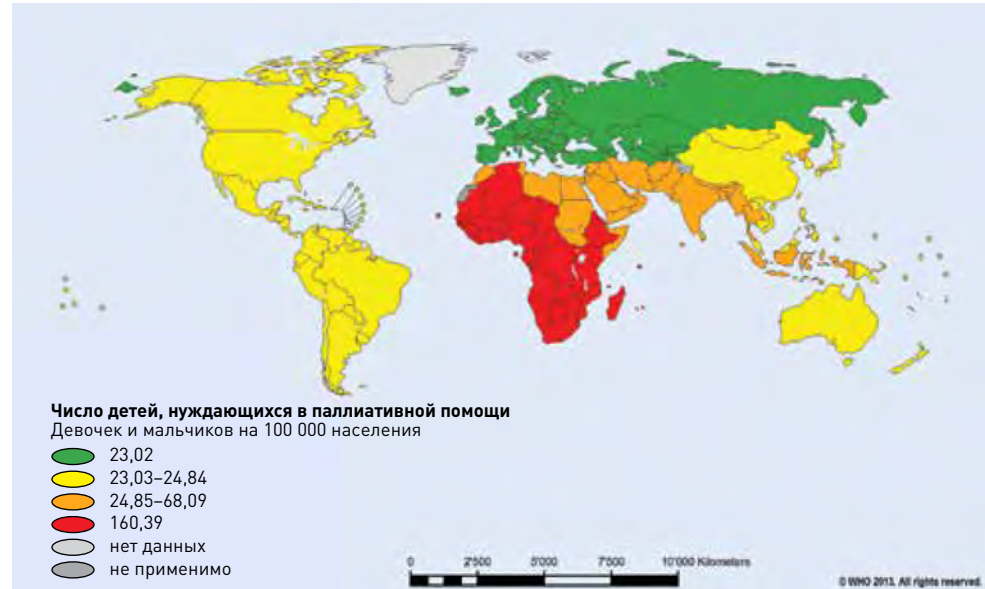 Число детей, нуждающихся в паллиативной помощи
Девочек и мальчиков на 100 000 населения
23,02
23,03–24,84
24,85–68,09
160,39
нет данных
не применимо
0 2'500 5'000 7'500 10'000 Kilometers
© WHO 2013. All rights reserved.